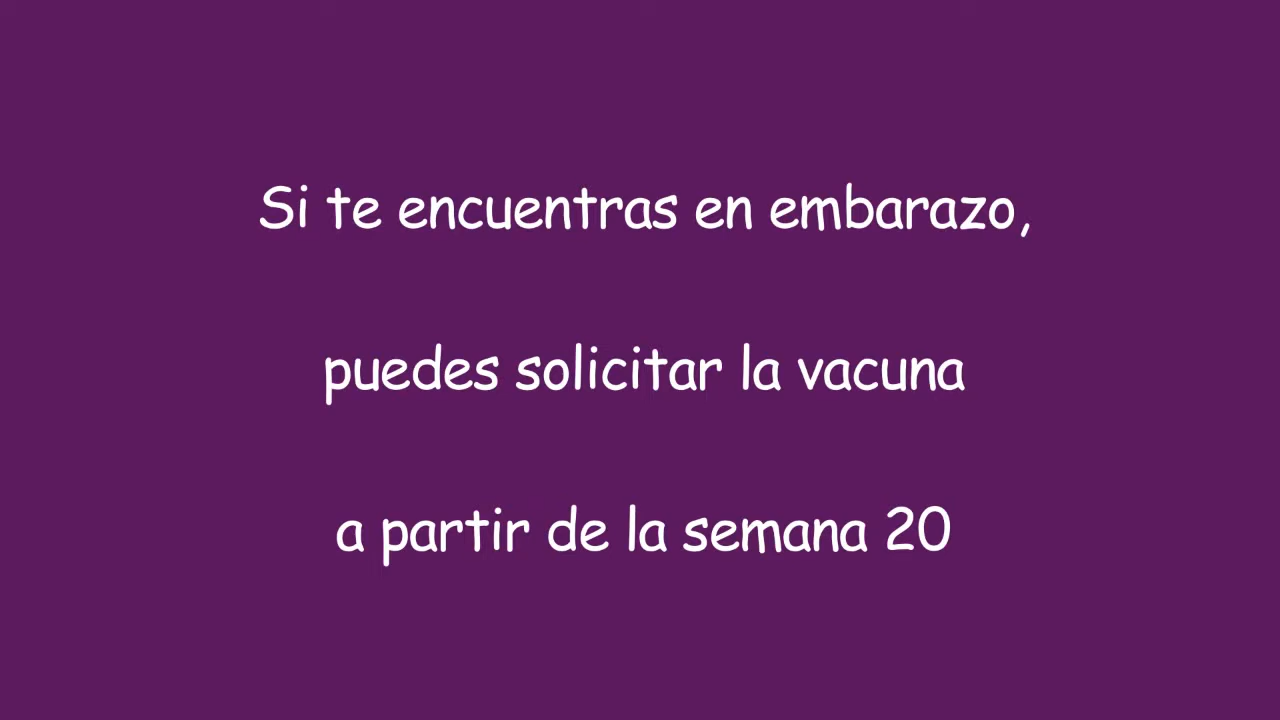 Si te encuentras en embarazo,
puedes solicitar la vacuna
a partir de la semana 20